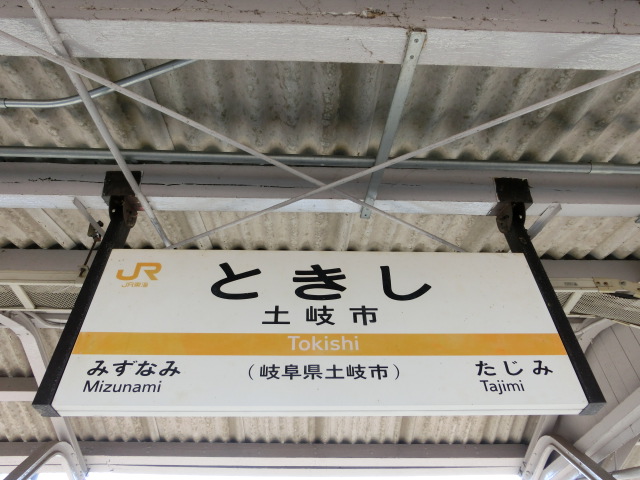 JR
JR東海
ときし
土岐市
Tokishi
みずなみ
Mizunami
（岐阜県土岐市）
たじみ
Tajimi